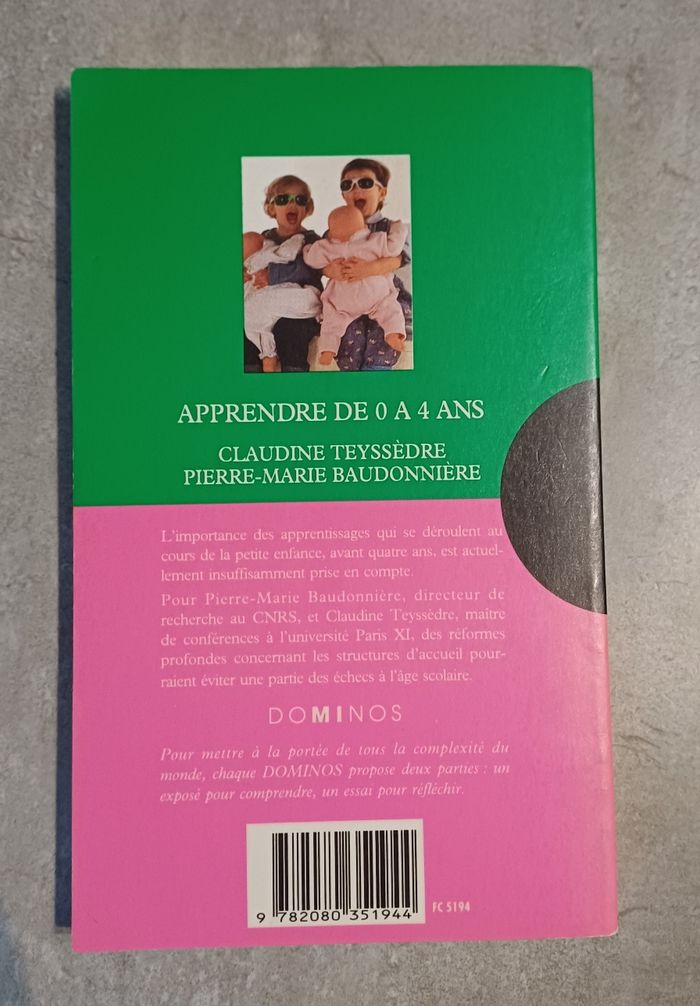 APPRENDRE DE 0 A 4 ANS
CLAUDINE TEYSSÈDRE
PIERRE-MARIE BAUDONNIÈRE
L'importance des apprentissages qui se déroulent au
cours de la petite enfance, avant quatre ans, est actuel-
lement insuffisamment prise en compte.
Pour Pierre-Marie Baudonnière, directeur de
recherche au CNRS, et Claudine Teyssèdre, maître
de conférences à l'université Paris XI, des réformes
profondes concernant les structures d'accueil pour-
raient éviter une partie des échecs à l'âge scolaire.
DOMINOS
Pour mettre à la portée de tous la complexité du
monde, chaque DOMINOS propose deux parties : un
exposé pour comprendre, un essai pour réfléchir.
9 782080 351944
FC 5194